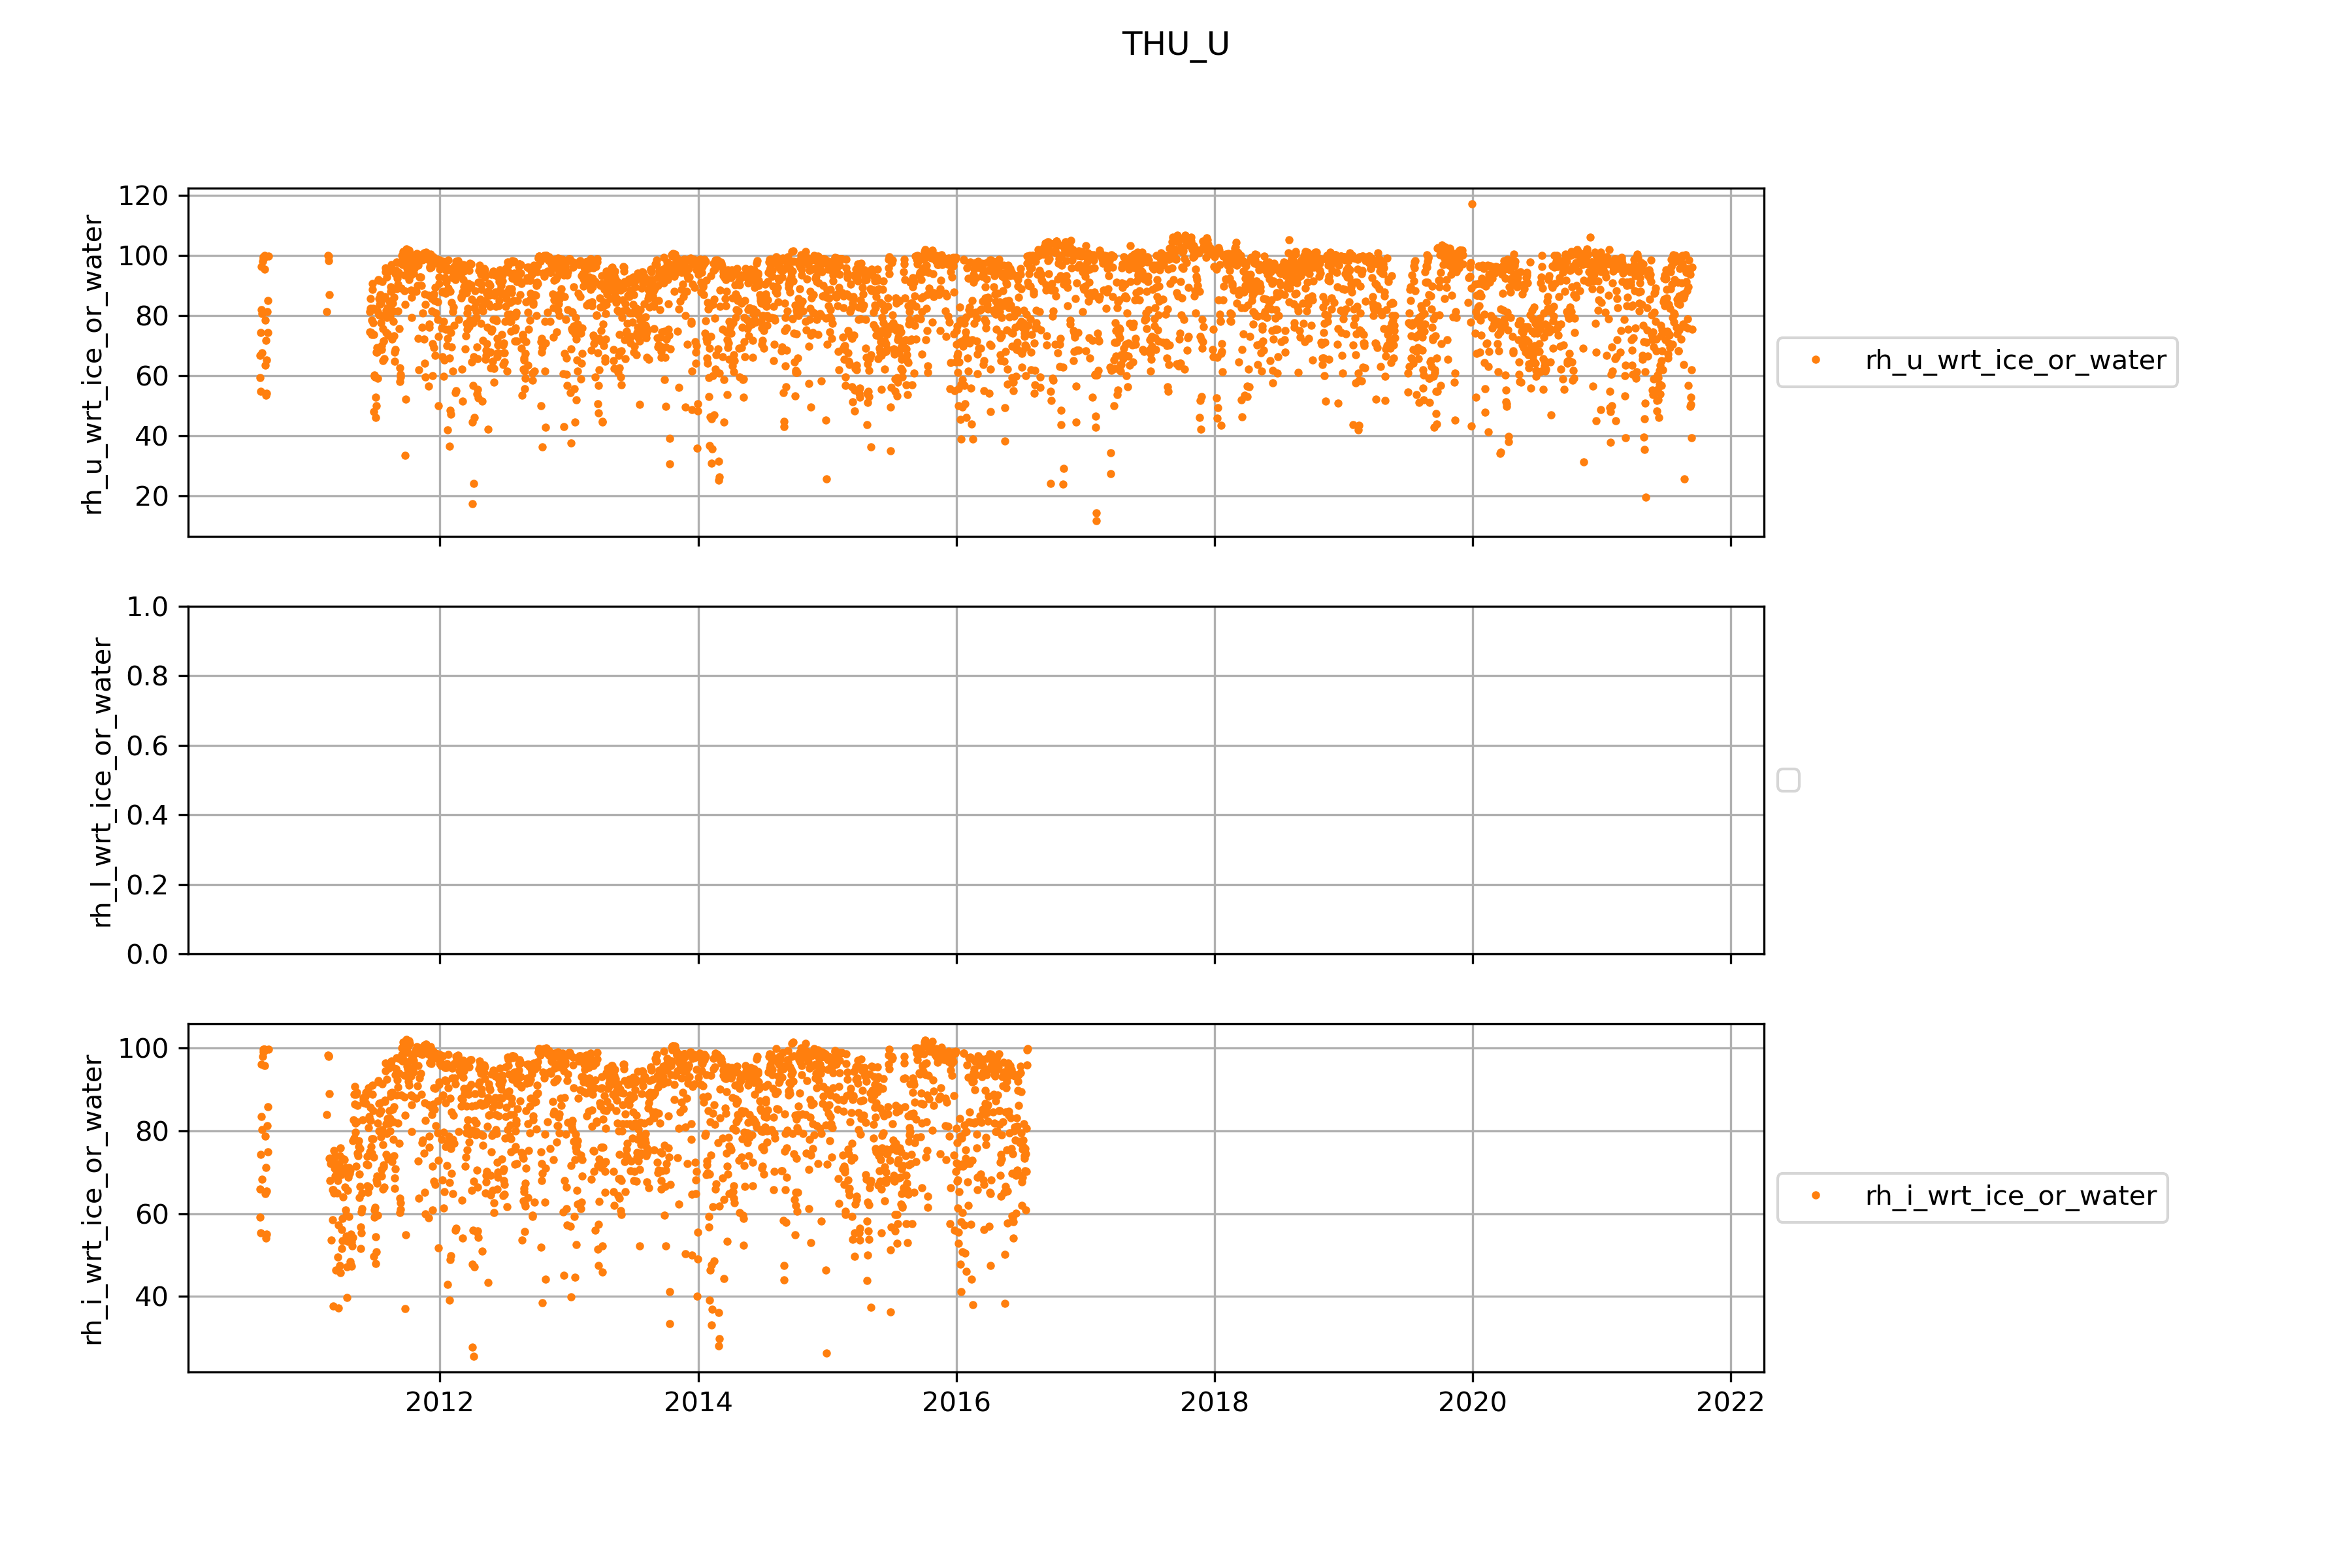 THU_U
120
100
80
60
40
20
rh_u_wrt_ice_or_water
rh_u_wrt_ice_or_water
1.0
0.8
0.6
0.4
0.2
0.0
rh_l_wrt_ice_or_water
100
80
60
40
rh_i_wrt_ice_or_water
rh_i_wrt_ice_or_water
2012 2014 2016 2018 2020 2022